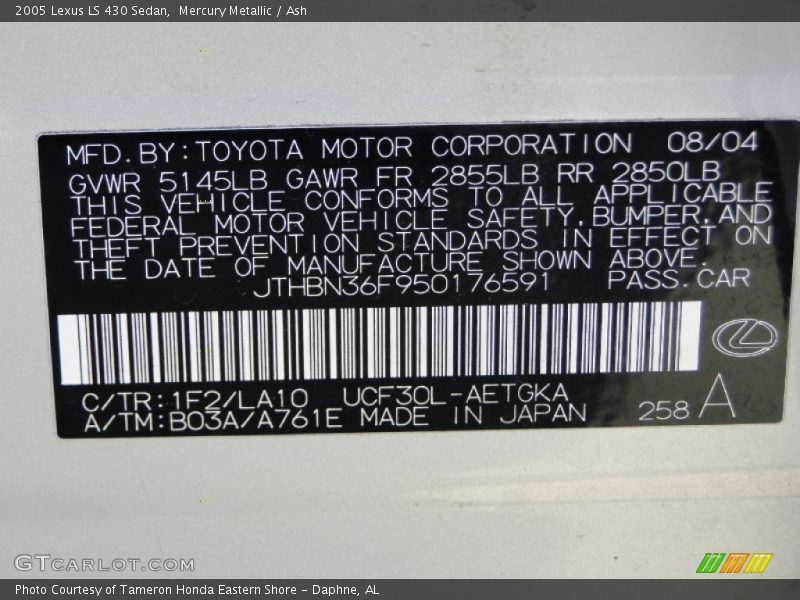 2005 Lexus LS 430 Sedan,  Mercury Metallic / Ash
MFD. BY: TOYOTA MOTOR CORPORATION 08/04
GVWR 5145LB GAWR FR 2855LB RR 2850LB
THIS VEHICLE CONFORMS TO ALL APPLICABLE
FEDERAL MOTOR VEHICLE SAFETY, BUMPER, AND
THEFT PREVENTION STANDARDS IN EFFECT ON
THE DATE OF MANUFACTURE SHOWN ABOVE.
JTHBN36F950176591 PASS. CAR
C/TR: 1F2/LA10 UCF30L-AETGKA
A/TM: B03A/A761E MADE IN JAPAN 258 A
GTCARLOT.COM
Photo Courtesy of Tameron Honda Eastern Shore - Daphne, AL